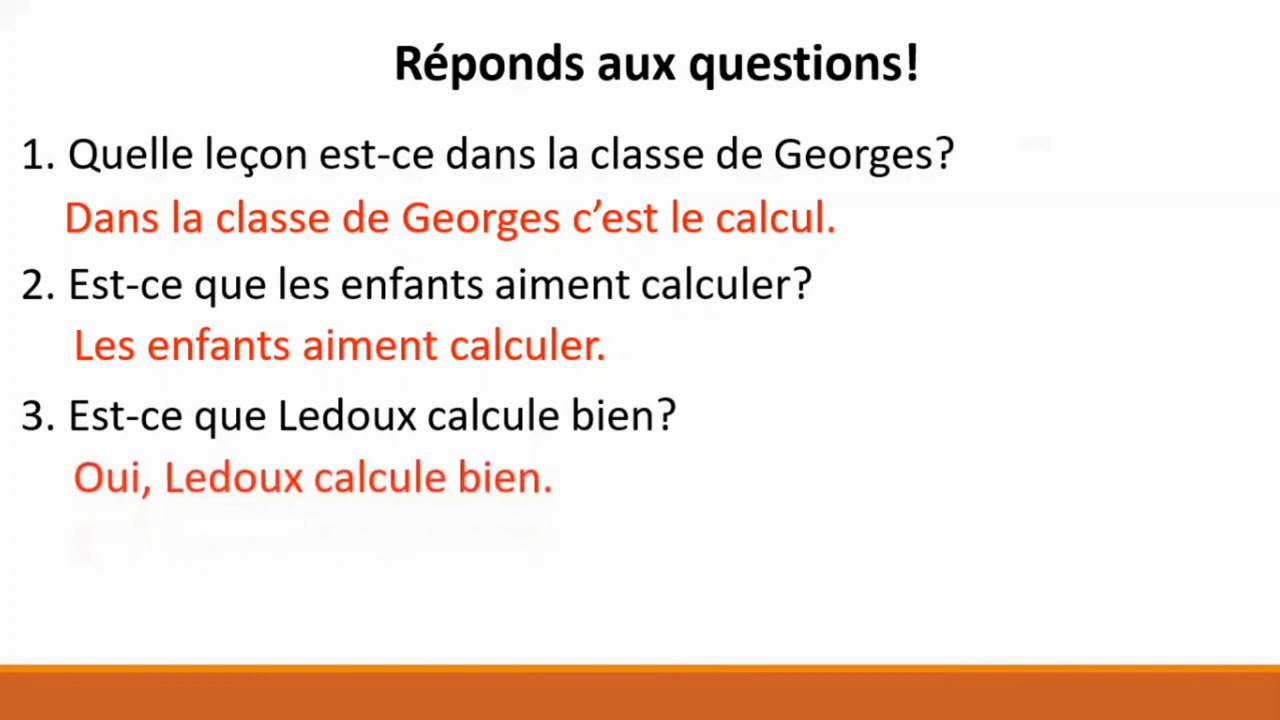 Réponds aux questions!
1. Quelle leçon est-ce dans la classe de Georges?
Dans la classe de Georges c’est le calcul.
2. Est-ce que les enfants aiment calculer?
Les enfants aiment calculer.
3. Est-ce que Ledoux calcule bien?
Oui, Ledoux calcule bien.